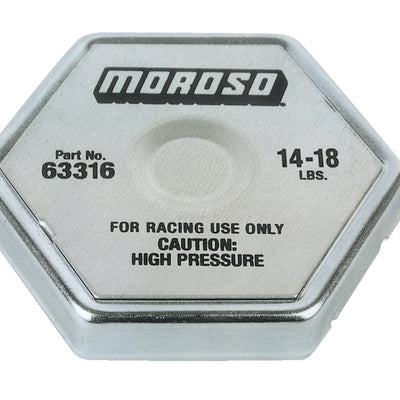 MOROSO
Part No.
63316
14-18
LBS.
FOR RACING USE ONLY
CAUTION:
HIGH PRESSURE